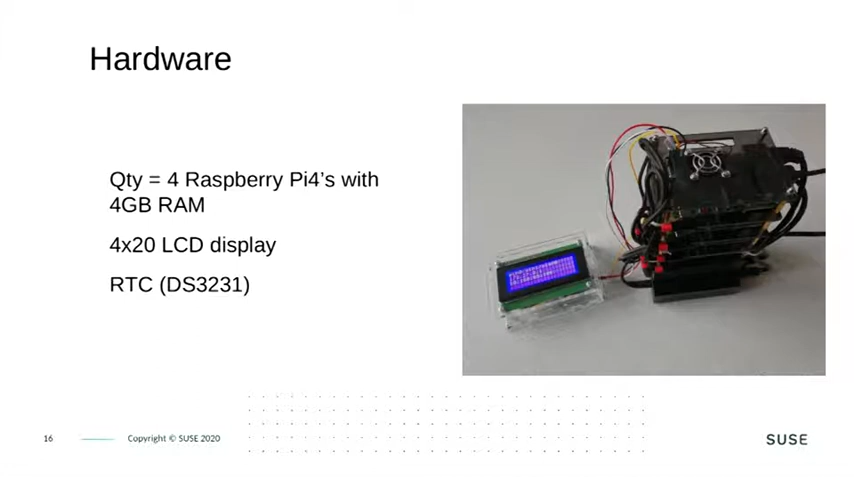 Hardware
Qty = 4 Raspberry Pi4’s with
4GB RAM
4x20 LCD display
RTC (DS3231)
16
Copyright © SUSE 2020
SUSE